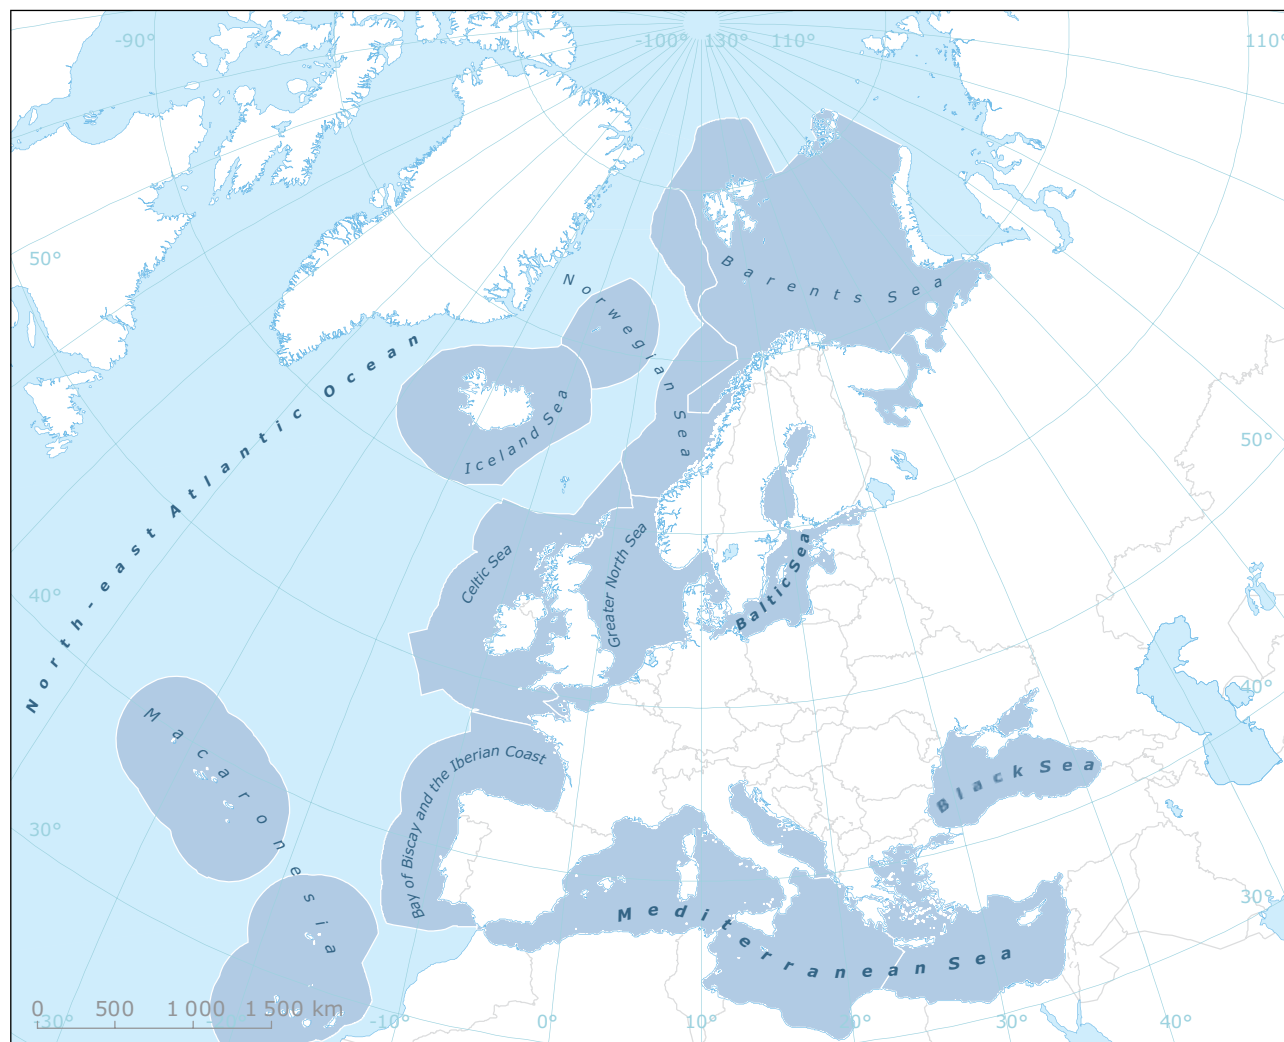 -90°
-100°
130°
110°
110°
50°
Barents Sea
Norwegian Sea
North-east Atlantic Ocean
Iceland Sea
50°
Celtic Sea
Greater North Sea
Baltic Sea
40°
40°
Macaronesia
Bay of Biscay and the Iberian Coast
Black Sea
30°
30°
Mediterranean Sea
0 500 1 000 1 500 km
-30°
-10°
0°
10°
20°
30°
40°